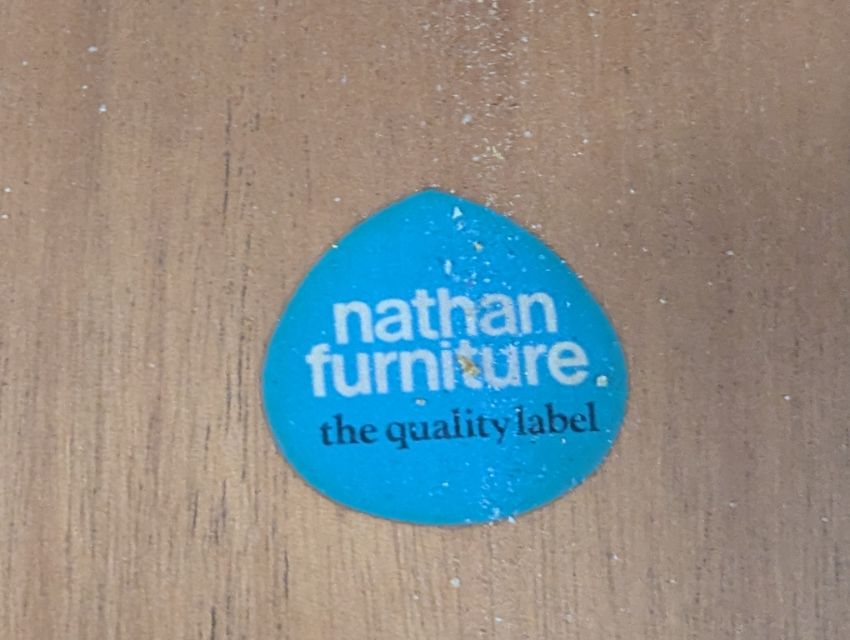 nathan
furniture
the quality label